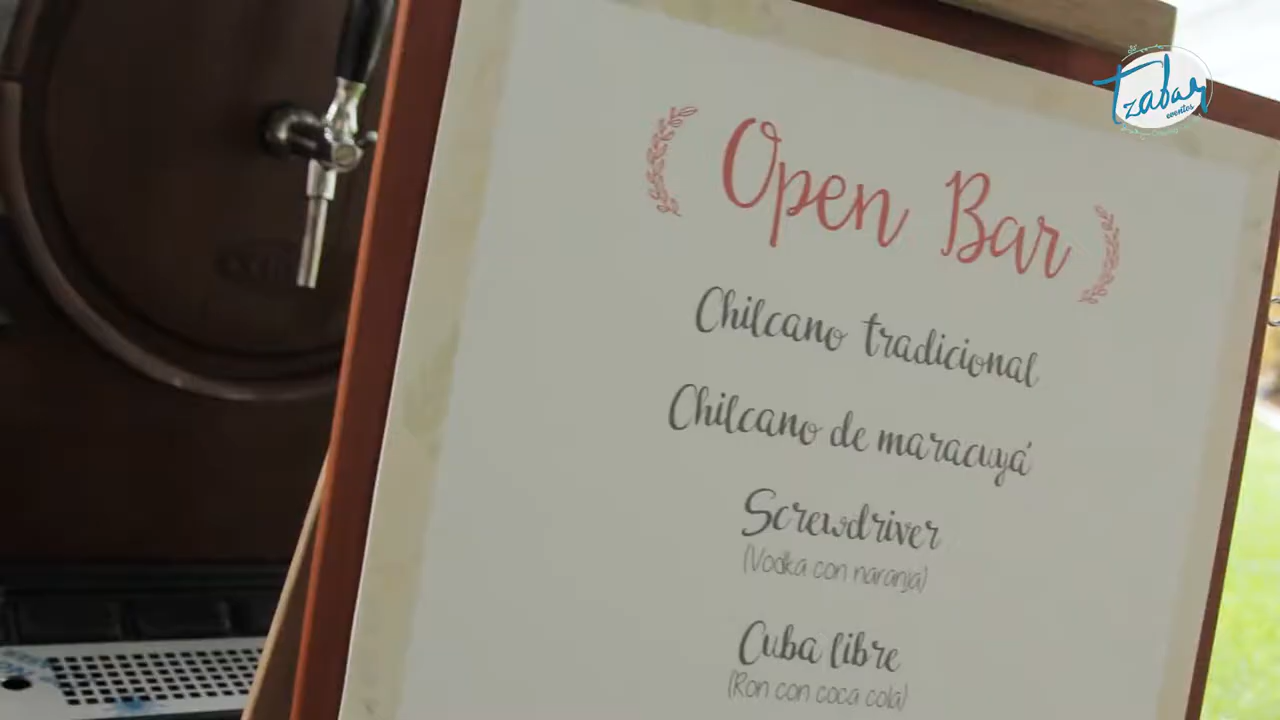 Tzabar
eventos
Open Bar
Chilcano tradicional
Chilcano de maracuyá
Screwdriver
(Vodka con naranja)
Cuba libre
(Ron con coca cola)